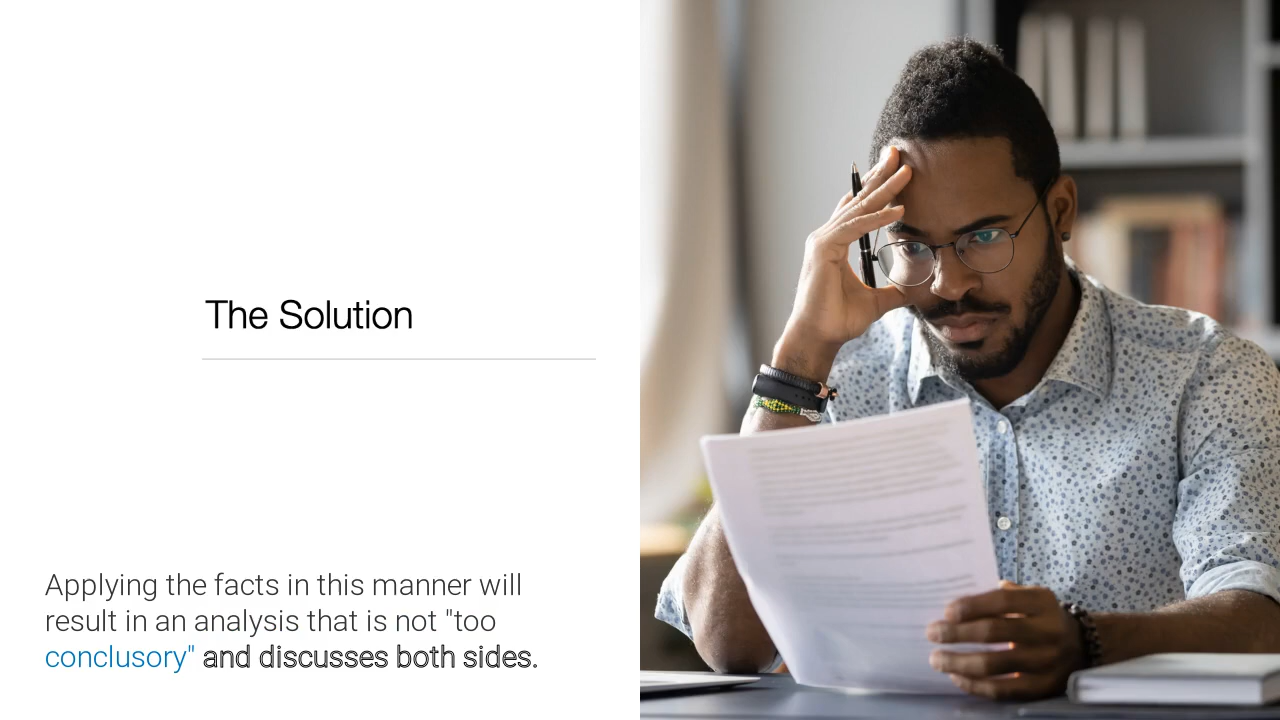 The Solution
Applying the facts in this manner will
result in an analysis that is not "too
conclusory" and discusses both sides.